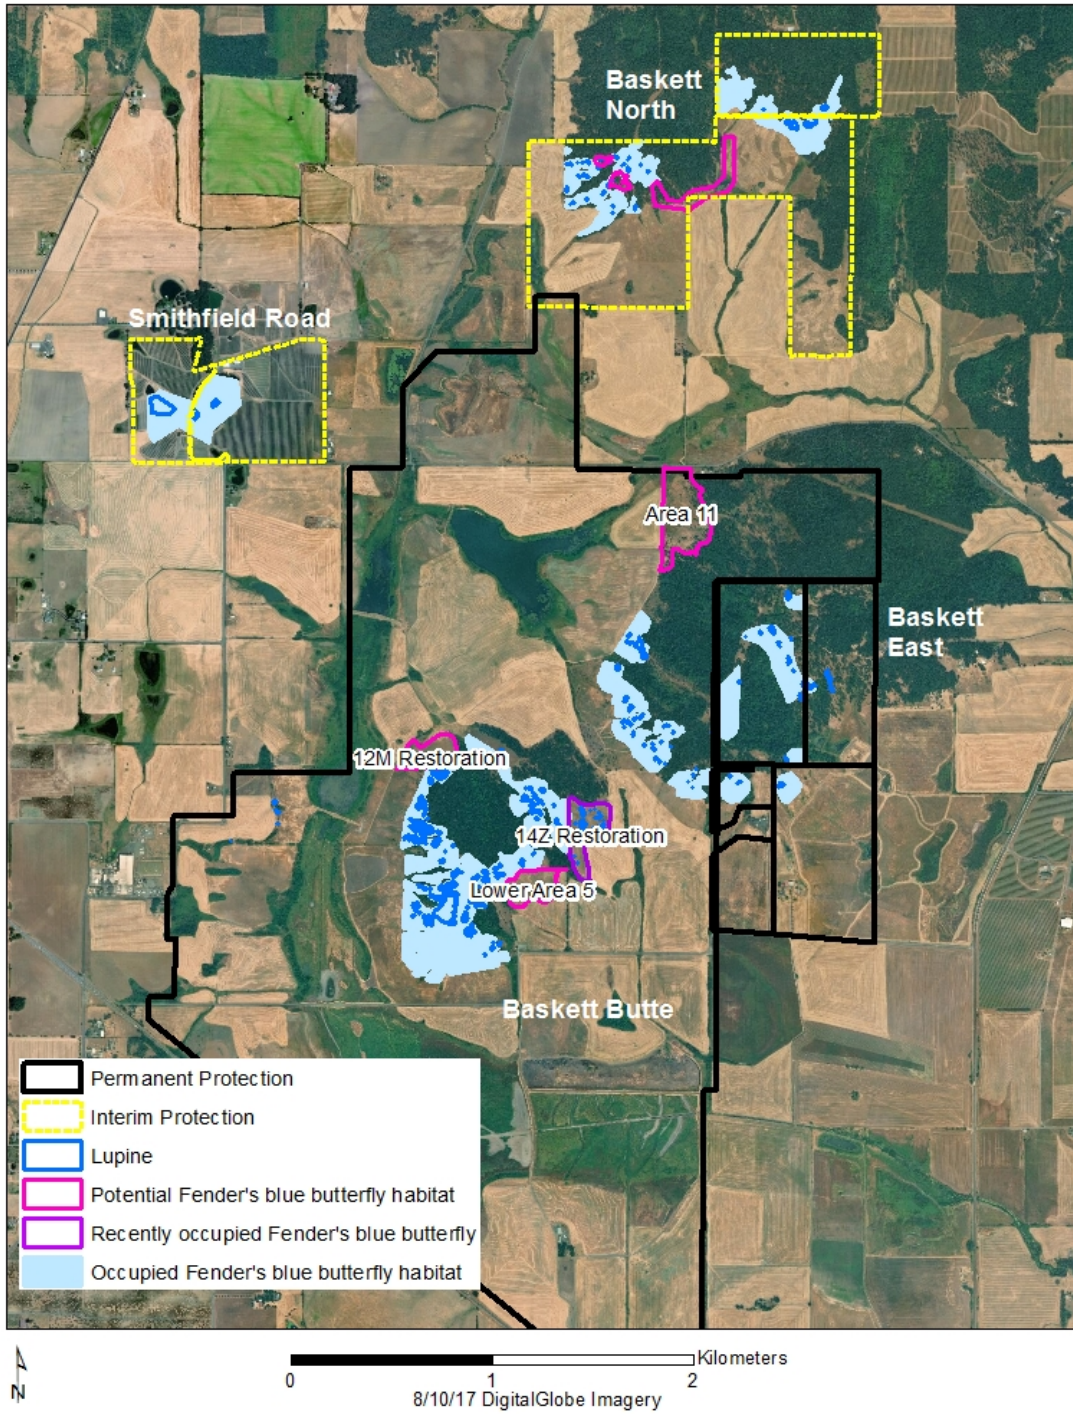 Baskett
North
Smithfield Road
Area 11
Baskett
East
12M Restoration
14Z Restoration
Lower Area 5
Baskett Butte
Permanent Protection
Interim Protection
Lupine
Potential Fender's blue butterfly habitat
Recently occupied Fender's blue butterfly
Occupied Fender's blue butterfly habitat
N
Kilometers
0 1 2
8/10/17 DigitalGlobe Imagery